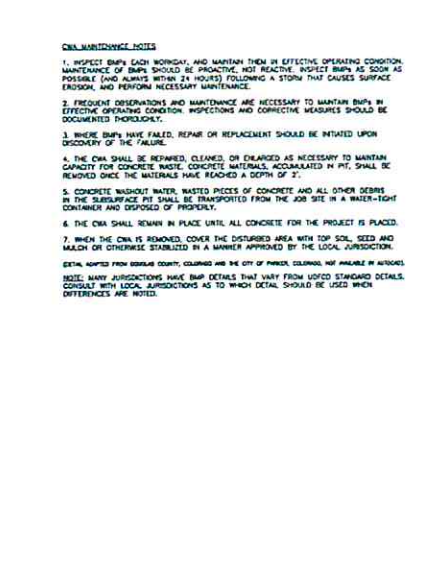 CWA MAINTENANCE NOTES
1. INSPECT BMPs EACH WORKDAY, AND MAINTAIN THEM IN EFFECTIVE OPERATING CONDITION.
MAINTENANCE OF BMPs SHOULD BE PROACTIVE, NOT REACTIVE. INSPECT BMPs AS SOON AS
POSSIBLE (AND ALWAYS WITHIN 24 HOURS) FOLLOWING A STORM THAT CAUSES SURFACE
EROSION, AND PERFORM NECESSARY MAINTENANCE.
2. FREQUENT OBSERVATIONS AND MAINTENANCE ARE NECESSARY TO MAINTAIN BMPs IN
EFFECTIVE OPERATING CONDITION. INSPECTIONS AND CORRECTIVE MEASURES SHOULD BE
DOCUMENTED THOROUGHLY.
3. WHERE BMPs HAVE FAILED, REPAIR OR REPLACEMENT SHOULD BE INITIATED UPON
DISCOVERY OF THE FAILURE.
4. THE CWA SHALL BE REPAIRED, CLEANED, OR ENLARGED AS NECESSARY TO MAINTAIN
CAPACITY FOR CONCRETE WASTE. CONCRETE MATERIALS, ACCUMULATED IN PIT, SHALL BE
REMOVED ONCE THE MATERIALS HAVE REACHED A DEPTH OF 2'.
5. CONCRETE WASHOUT WATER, WASTED PIECES OF CONCRETE AND ALL OTHER DEBRIS
IN THE SUBSURFACE PIT SHALL BE TRANSPORTED FROM THE JOB SITE IN A WATER-TIGHT
CONTAINER AND DISPOSED OF PROPERLY.
6. THE CWA SHALL REMAIN IN PLACE UNTIL ALL CONCRETE FOR THE PROJECT IS PLACED.
7. WHEN THE CWA IS REMOVED, COVER THE DISTURBED AREA WITH TOP SOIL, SEED AND
MULCH OR OTHERWISE STABILIZED IN A MANNER APPROVED BY THE LOCAL JURISDICTION.
(DETAIL ADAPTED FROM DOUGLAS COUNTY, COLORADO AND THE CITY OF PARKER, COLORADO, NOT AVAILABLE IN AUTOCAD).
NOTE: MANY JURISDICTIONS HAVE BMP DETAILS THAT VARY FROM UDFCD STANDARD DETAILS.
CONSULT WITH LOCAL JURISDICTIONS AS TO WHICH DETAIL SHOULD BE USED WHEN
DIFFERENCES ARE NOTED.